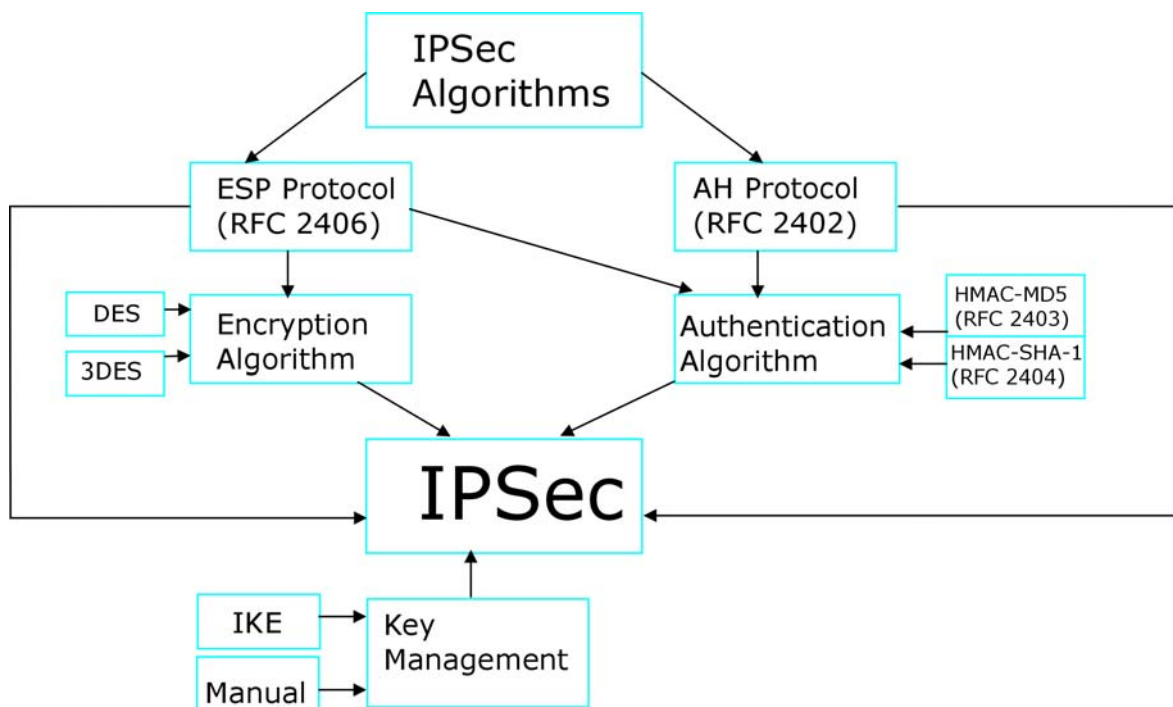 IPSec
Algorithms
ESP Protocol
(RFC 2406)
AH Protocol
(RFC 2402)
DES
3DES
Encryption
Algorithm
Authentication
Algorithm
HMAC-MD5
(RFC 2403)
HMAC-SHA-1
(RFC 2404)
IPSec
IKE
Manual
Key
Management